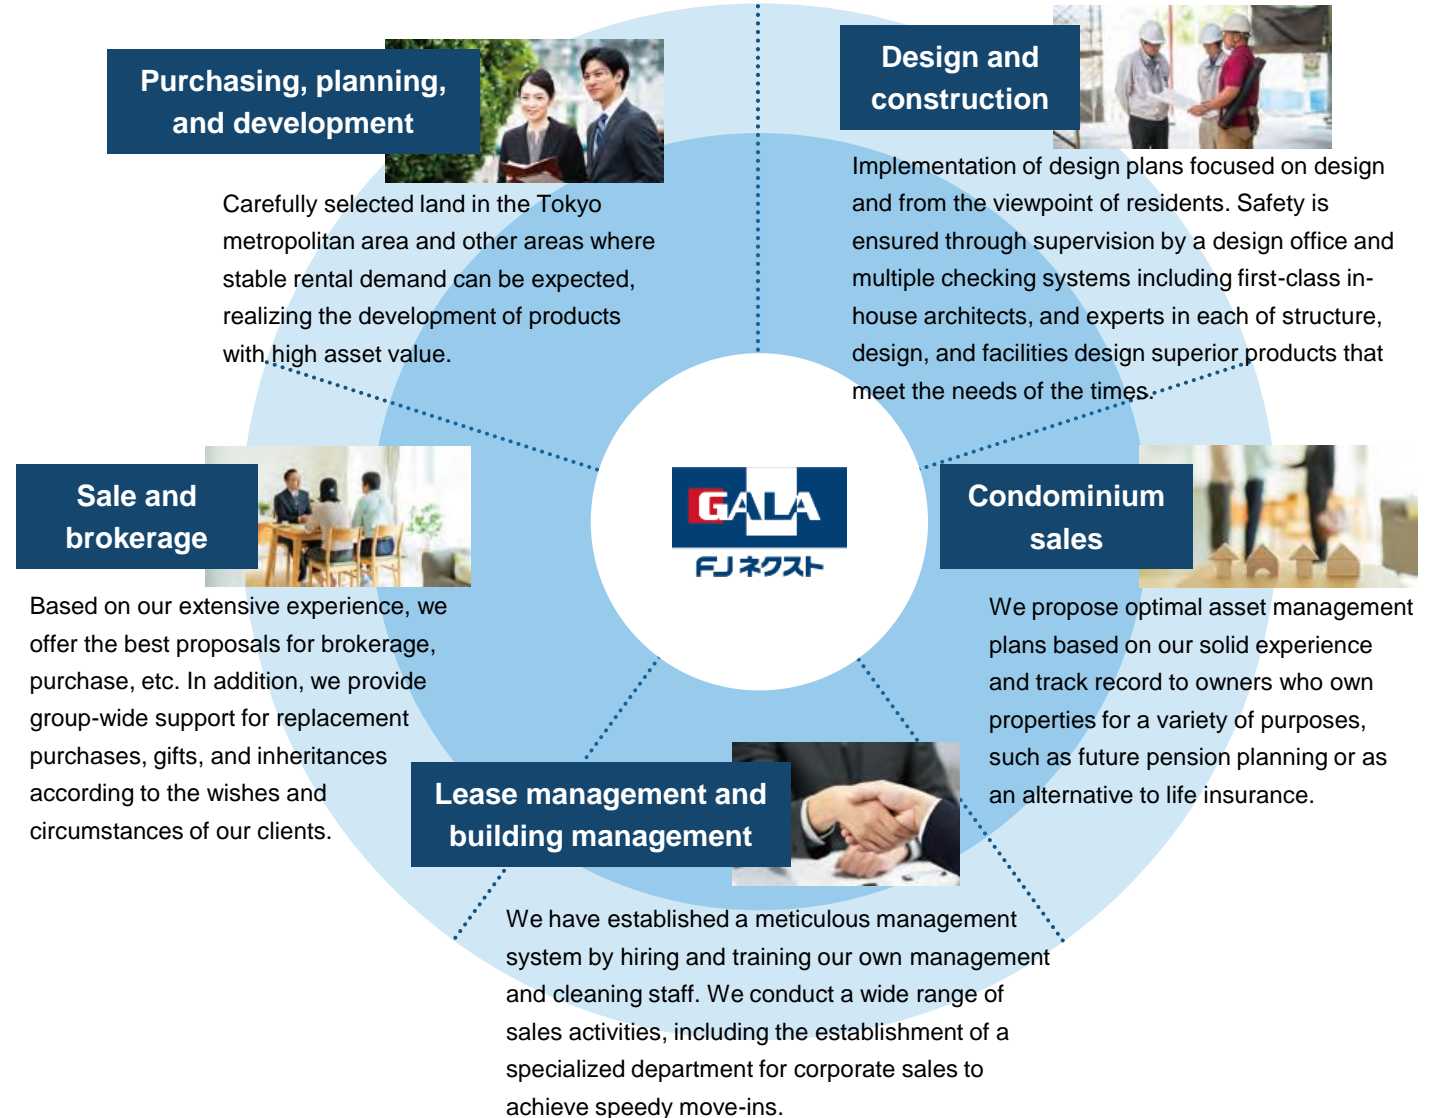 Purchasing, planning,
and development
Carefully selected land in the Tokyo
metropolitan area and other areas where
stable rental demand can be expected,
realizing the development of products
with high asset value.
Design and
construction
Implementation of design plans focused on design
and from the viewpoint of residents. Safety is
ensured through supervision by a design office and
multiple checking systems including first-class in-
house architects, and experts in each of structure,
design, and facilities design superior products that
meet the needs of the times.
Sale and
brokerage
Based on our extensive experience, we
offer the best proposals for brokerage,
purchase, etc. In addition, we provide
group-wide support for replacement
purchases, gifts, and inheritances
according to the wishes and
circumstances of our clients.
GALA
FJネクスト
Condominium
sales
We propose optimal asset management
plans based on our solid experience
and track record to owners who own
properties for a variety of purposes,
such as future pension planning or as
an alternative to life insurance.
Lease management and
building management
We have established a meticulous management
system by hiring and training our own management
and cleaning staff. We conduct a wide range of
sales activities, including the establishment of a
specialized department for corporate sales to
achieve speedy move-ins.